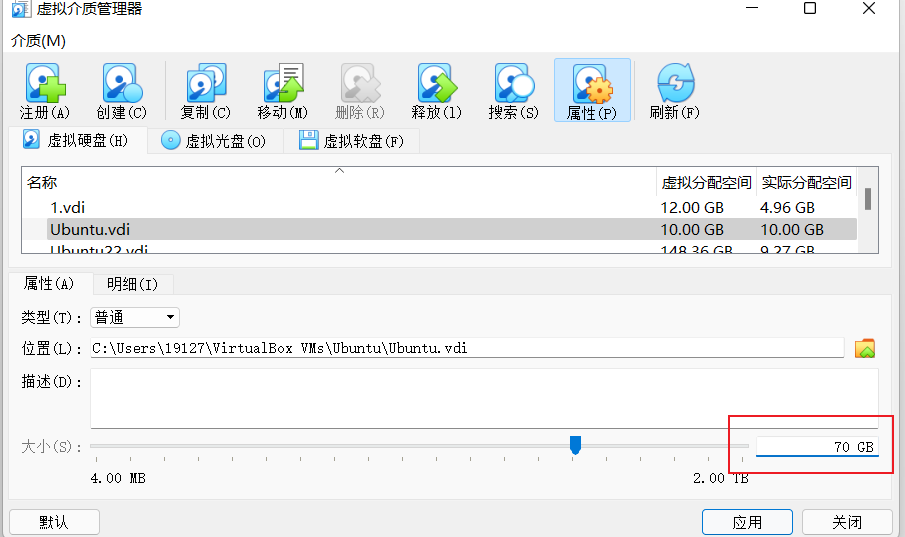 虚拟介质管理器
介质(M)
注册(A) 创建(C) 复制(C) 移动(M) 删除(R) 释放(l) 搜索(S) 属性(P) 刷新(F)
虚拟硬盘(H) 虚拟光盘(O) 虚拟软盘(F)
名称 虚拟分配空间 实际分配空间
1.vdi 12.00 GB 4.96 GB
Ubuntu.vdi 10.00 GB 10.00 GB
Ubuntu22.vdi 148.36 GB 9.27 GB
属性(A) 明细(I)
类型(T): 普通
位置(L): C:\Users\19127\VirtualBox VMs\Ubuntu\Ubuntu.vdi
描述(D):
大小(S): 70 GB
4.00 MB 2.00 TB
默认 应用 关闭